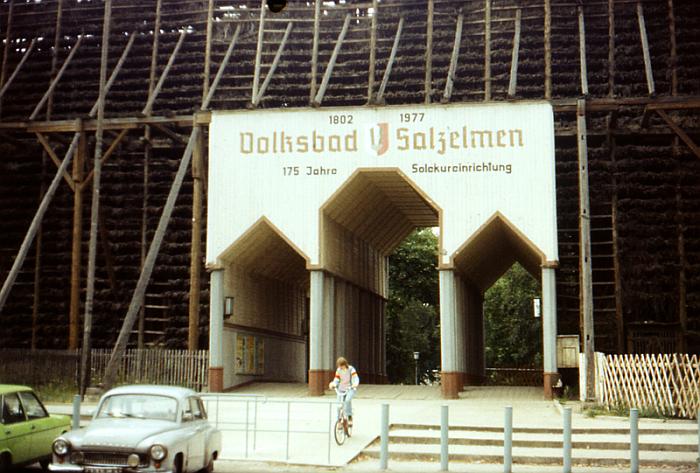 1802 1977
Volksbad Salzelmen
175 Jahre Solekureinrichtung